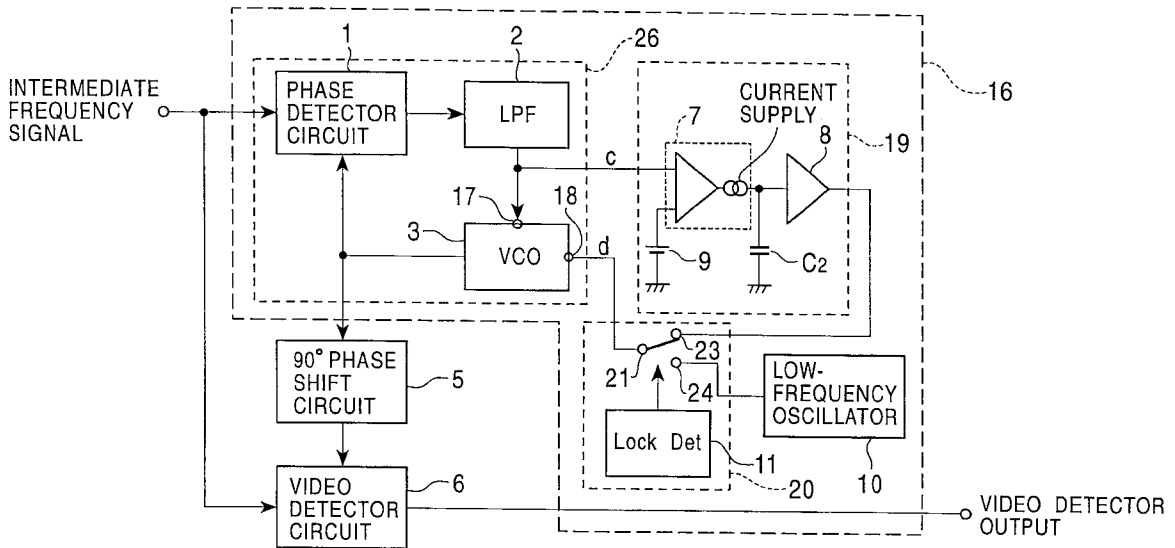 1
2
26
INTERMEDIATE
FREQUENCY
SIGNAL
PHASE
DETECTOR
CIRCUIT
LPF
CURRENT
SUPPLY
7
8
16
19
c
17
18
3
VCO
d
9
C2
90° PHASE
SHIFT
CIRCUIT
5
21
23
24
LOW-
FREQUENCY
OSCILLATOR
Lock Det
11
20
10
VIDEO
DETECTOR
CIRCUIT
6
VIDEO DETECTOR
OUTPUT